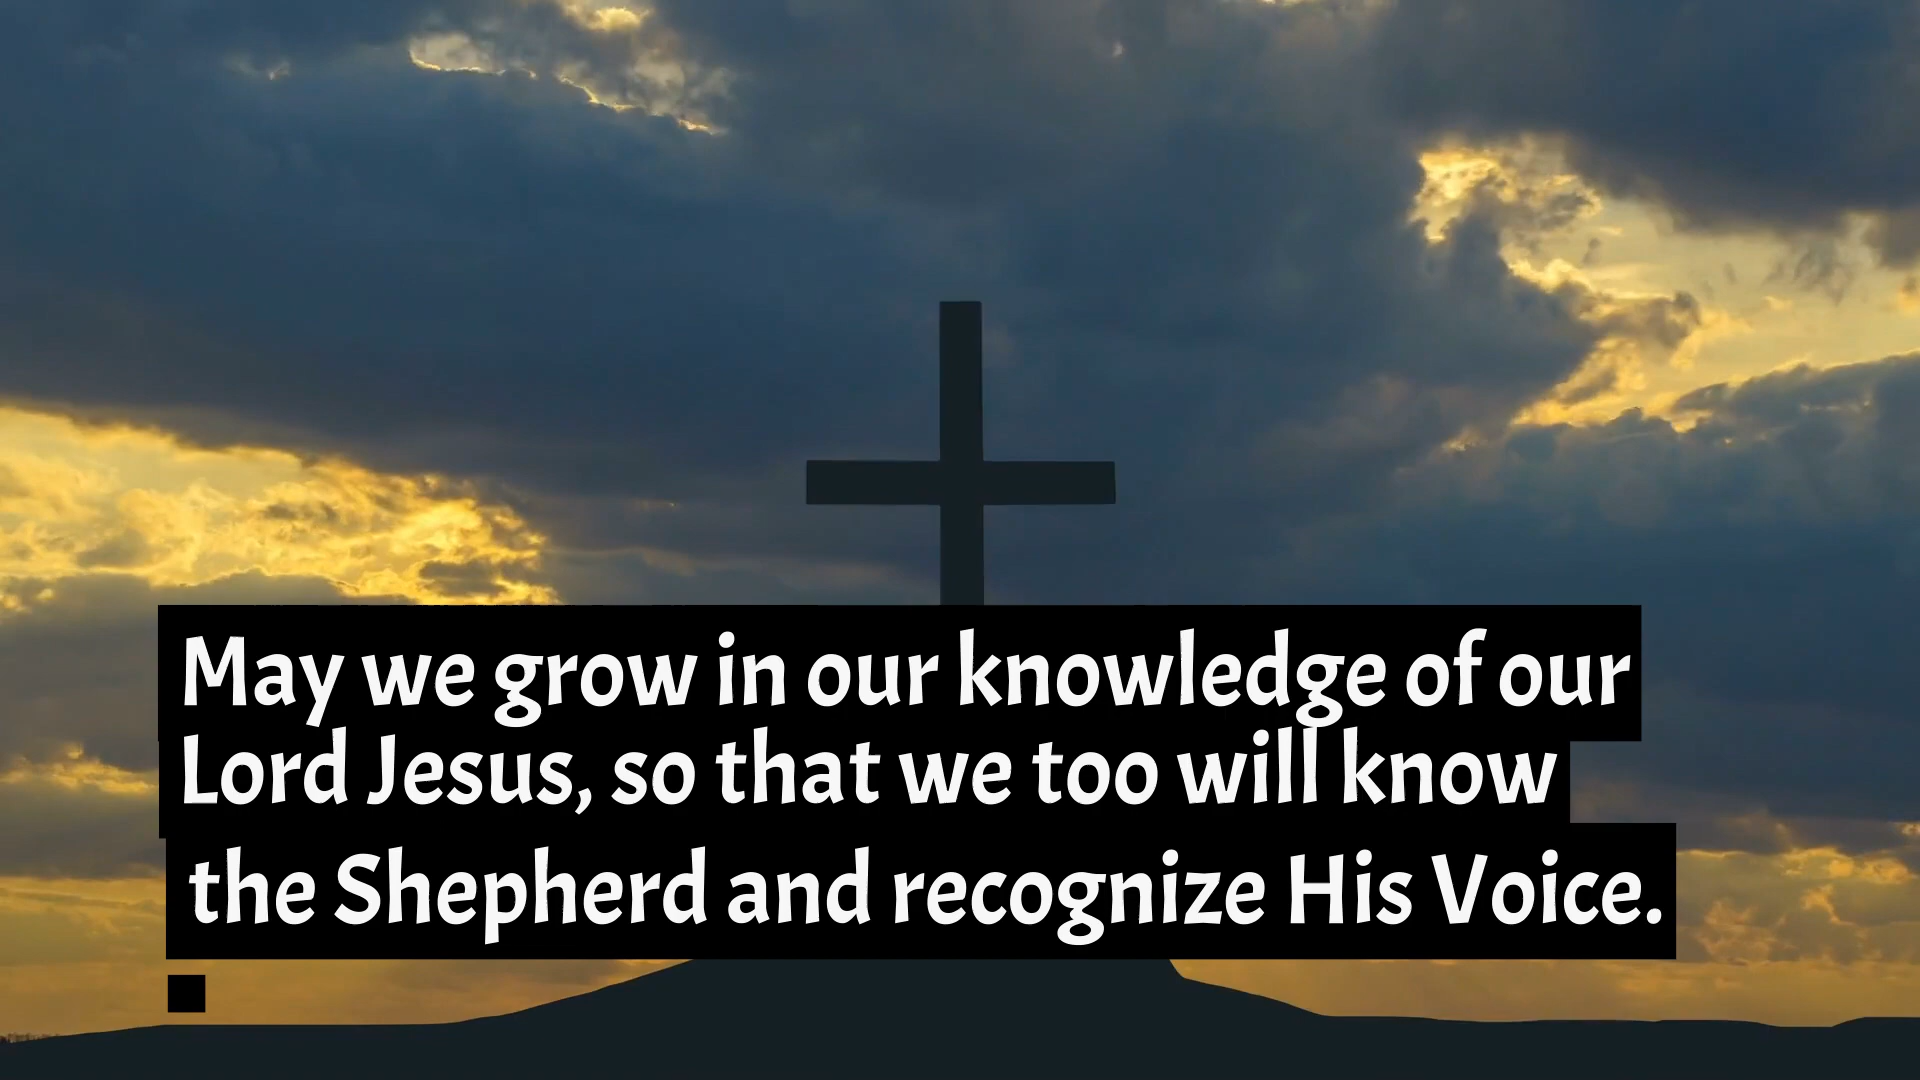 May we grow in our knowledge of our
Lord Jesus, so that we too will know
the Shepherd and recognize His Voice.